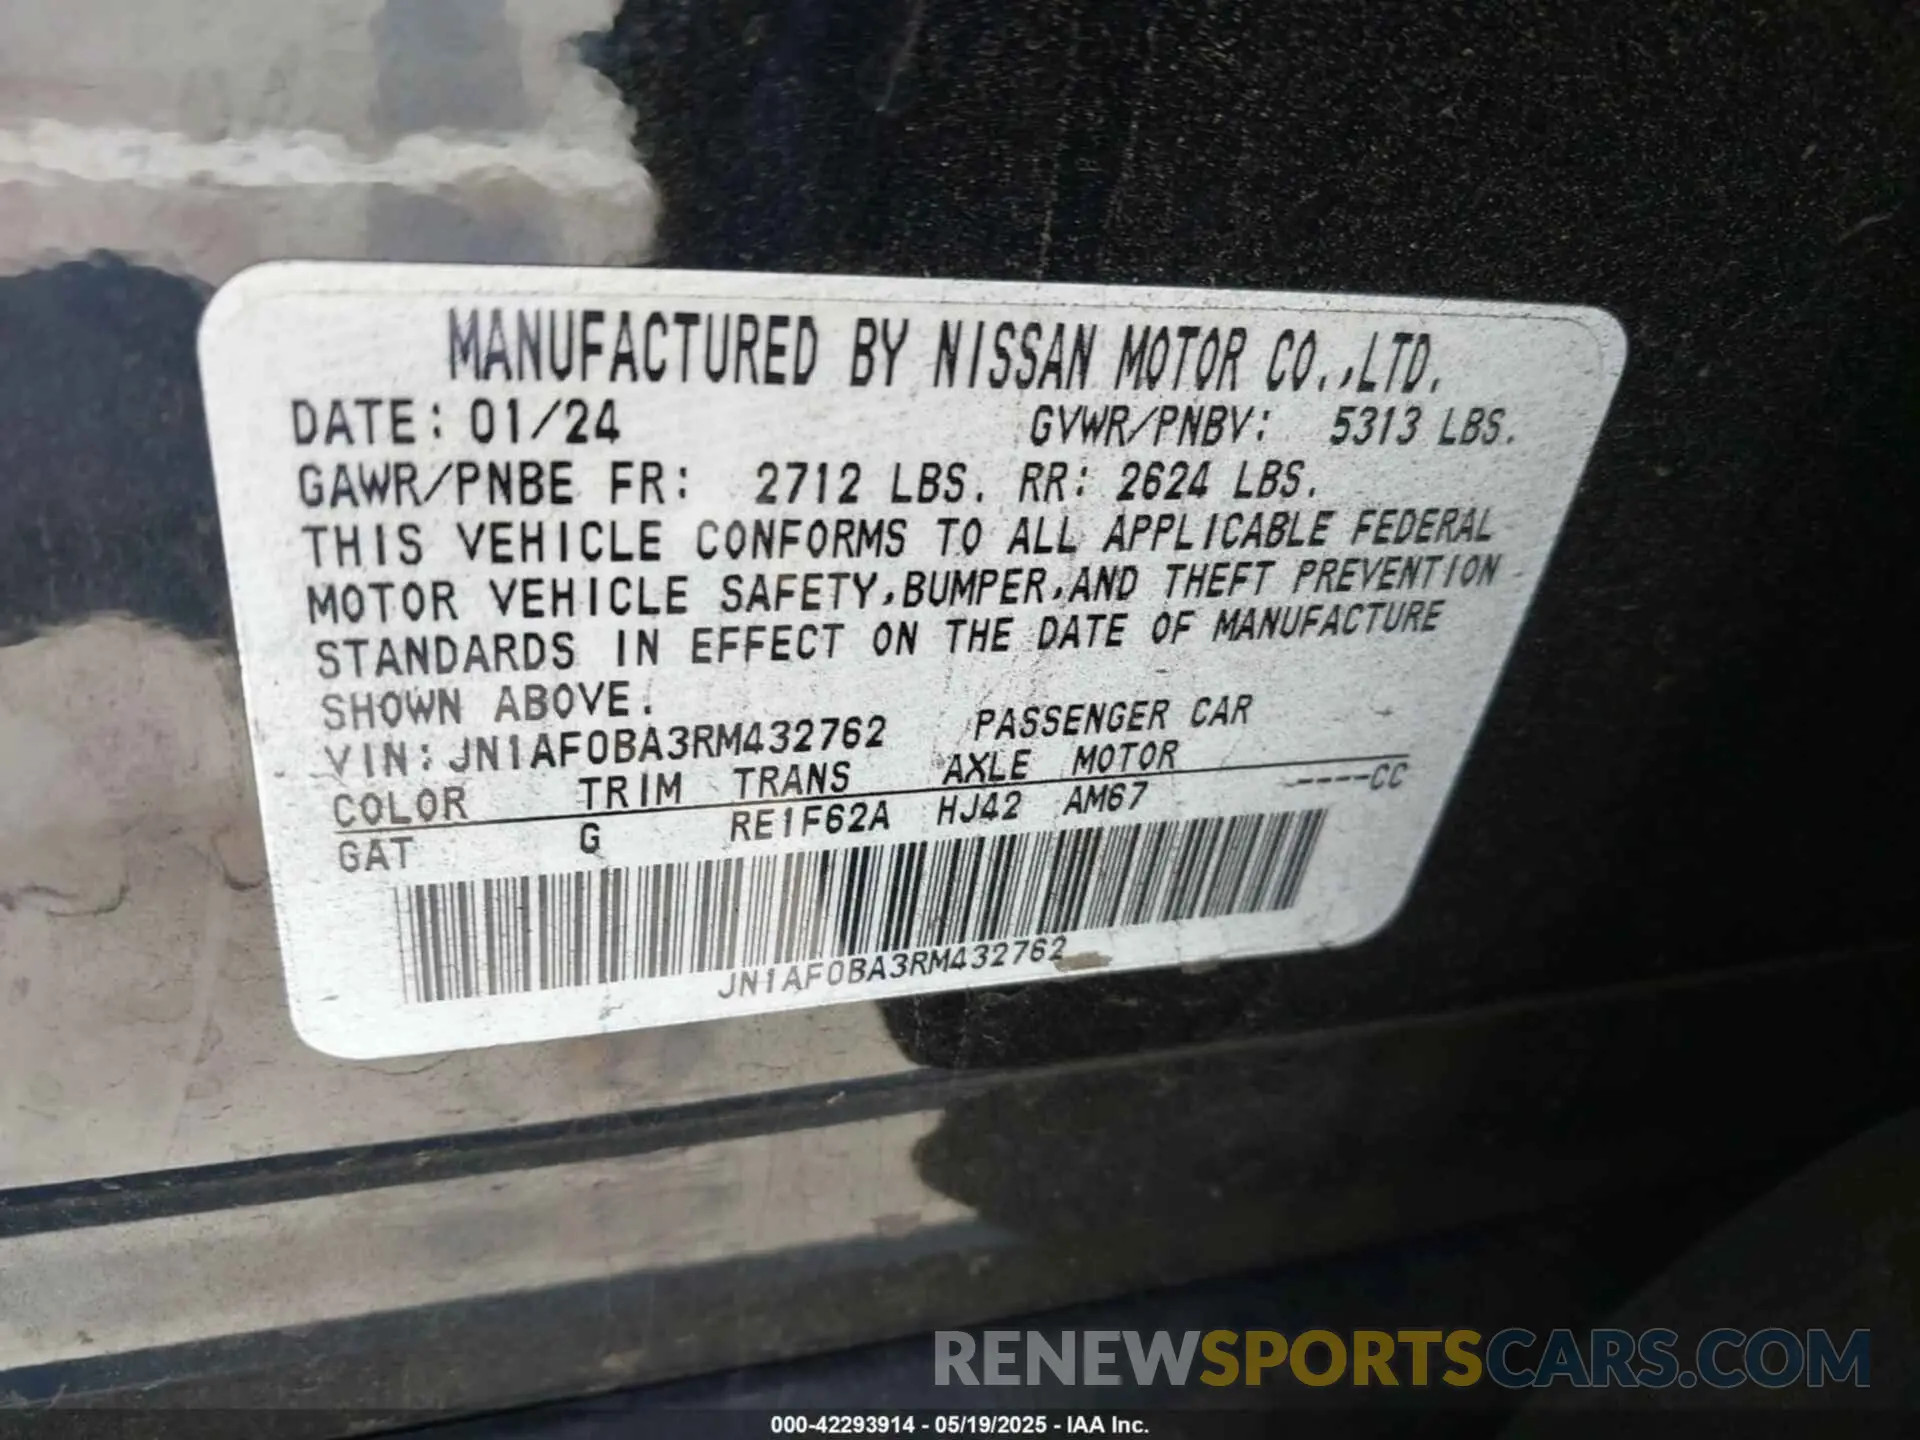 MANUFACTURED BY NISSAN MOTOR CO.,LTD.
DATE: 01/24 GVWR/PNBV: 5313 LBS.
GAWR/PNBE FR: 2712 LBS. RR: 2624 LBS.
THIS VEHICLE CONFORMS TO ALL APPLICABLE FEDERAL
MOTOR VEHICLE SAFETY,BUMPER,AND THEFT PREVENTION
STANDARDS IN EFFECT ON THE DATE OF MANUFACTURE
SHOWN ABOVE.
VIN: JN1AF0BA3RM432762 PASSENGER CAR
COLOR TRIM TRANS AXLE MOTOR
GAT G RE1F62A HJ42 AM67 ----CC
JN1AF0BA3RM432762
RENEWSPORTSCARS.COM
000-42293914 - 05/19/2025 - IAA Inc.